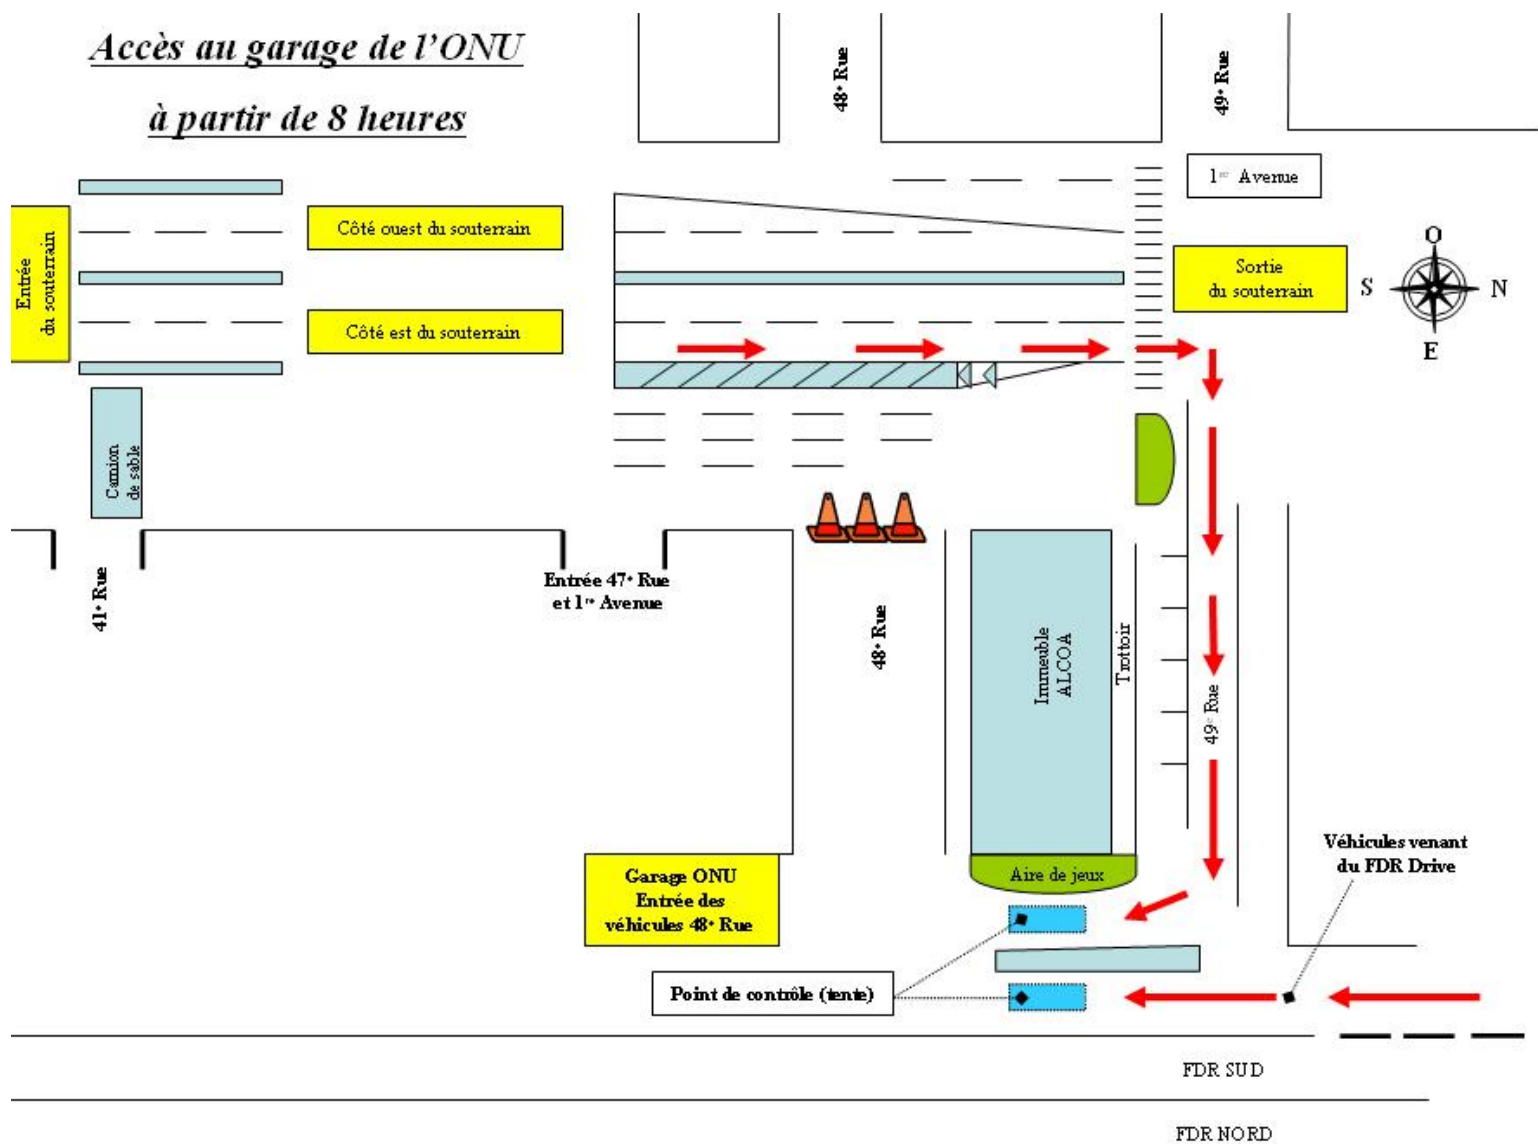 Accès au garage de l'ONU
à partir de 8 heures
48e Rue
49e Rue
1re Avenue
Entrée
du souterrain
Côté ouest du souterrain
Côté est du souterrain
Sortie
du souterrain
O
S
N
E
Camion
de sable
41e Rue
Entrée 47e Rue
et 1re Avenue
48e Rue
Immeuble
ALCOA
Trottoir
49e Rue
Véhicules venant
du FDR Drive
Garage ONU
Entrée des
véhicules 48e Rue
Aire de jeux
Point de contrôle (tente)
FDR SUD
FDR NORD